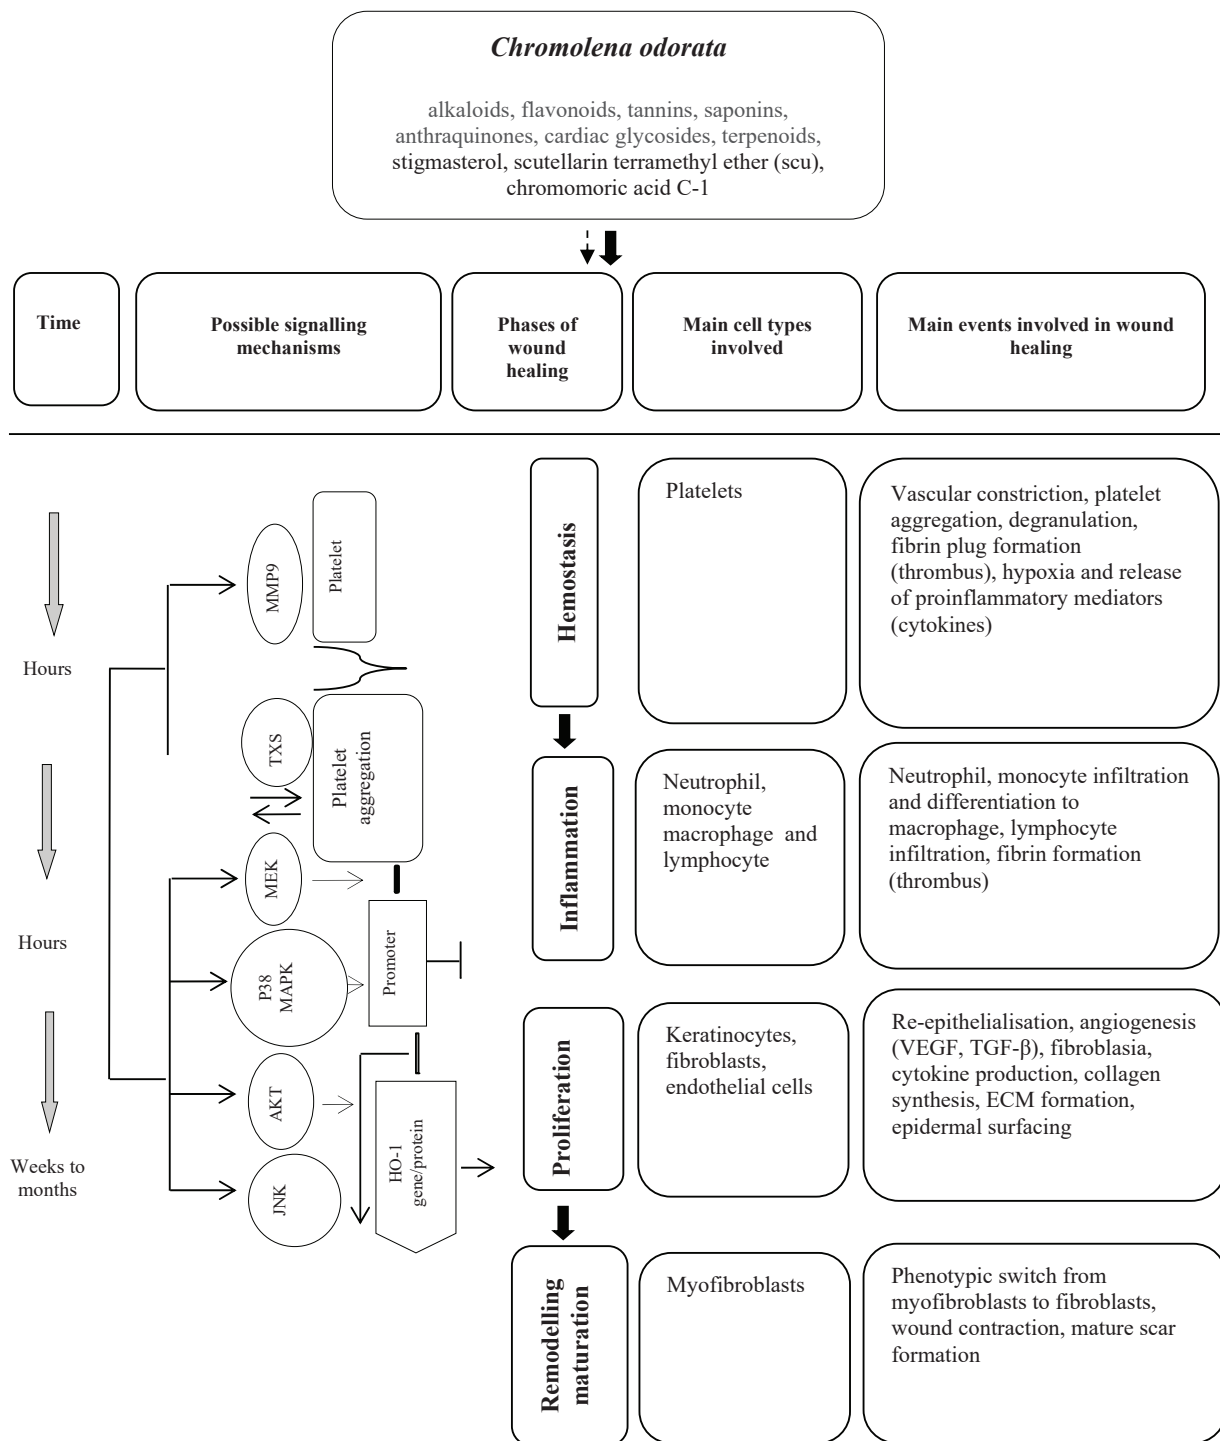 Chromolena odorata
alkaloids, flavonoids, tannins, saponins,
anthraquinones, cardiac glycosides, terpenoids,
stigmasterol, scutellarin terramethyl ether (scu),
chromomoric acid C-1
Time
Possible signalling
mechanisms
Phases of
wound
healing
Main cell types
involved
Main events involved in wound
healing
Hours
Hours
Weeks to
months
MMP9
Platelet
TXS
Platelet
aggregation
MEK
P38
MAPK
Promoter
AKT
JNK
HO-1
gene/protein
Hemostasis
Platelets
Vascular constriction, platelet
aggregation, degranulation,
fibrin plug formation
(thrombus), hypoxia and release
of proinflammatory mediators
(cytokines)
Inflammation
Neutrophil,
monocyte
macrophage and
lymphocyte
Neutrophil, monocyte infiltration
and differentiation to
macrophage, lymphocyte
infiltration, fibrin formation
(thrombus)
Proliferation
Keratinocytes,
fibroblasts,
endothelial cells
Re-epithelialisation, angiogenesis
(VEGF, TGF-β), fibroblasia,
cytokine production, collagen
synthesis, ECM formation,
epidermal surfacing
Remodelling
maturation
Myofibroblasts
Phenotypic switch from
myofibroblasts to fibroblasts,
wound contraction, mature scar
formation